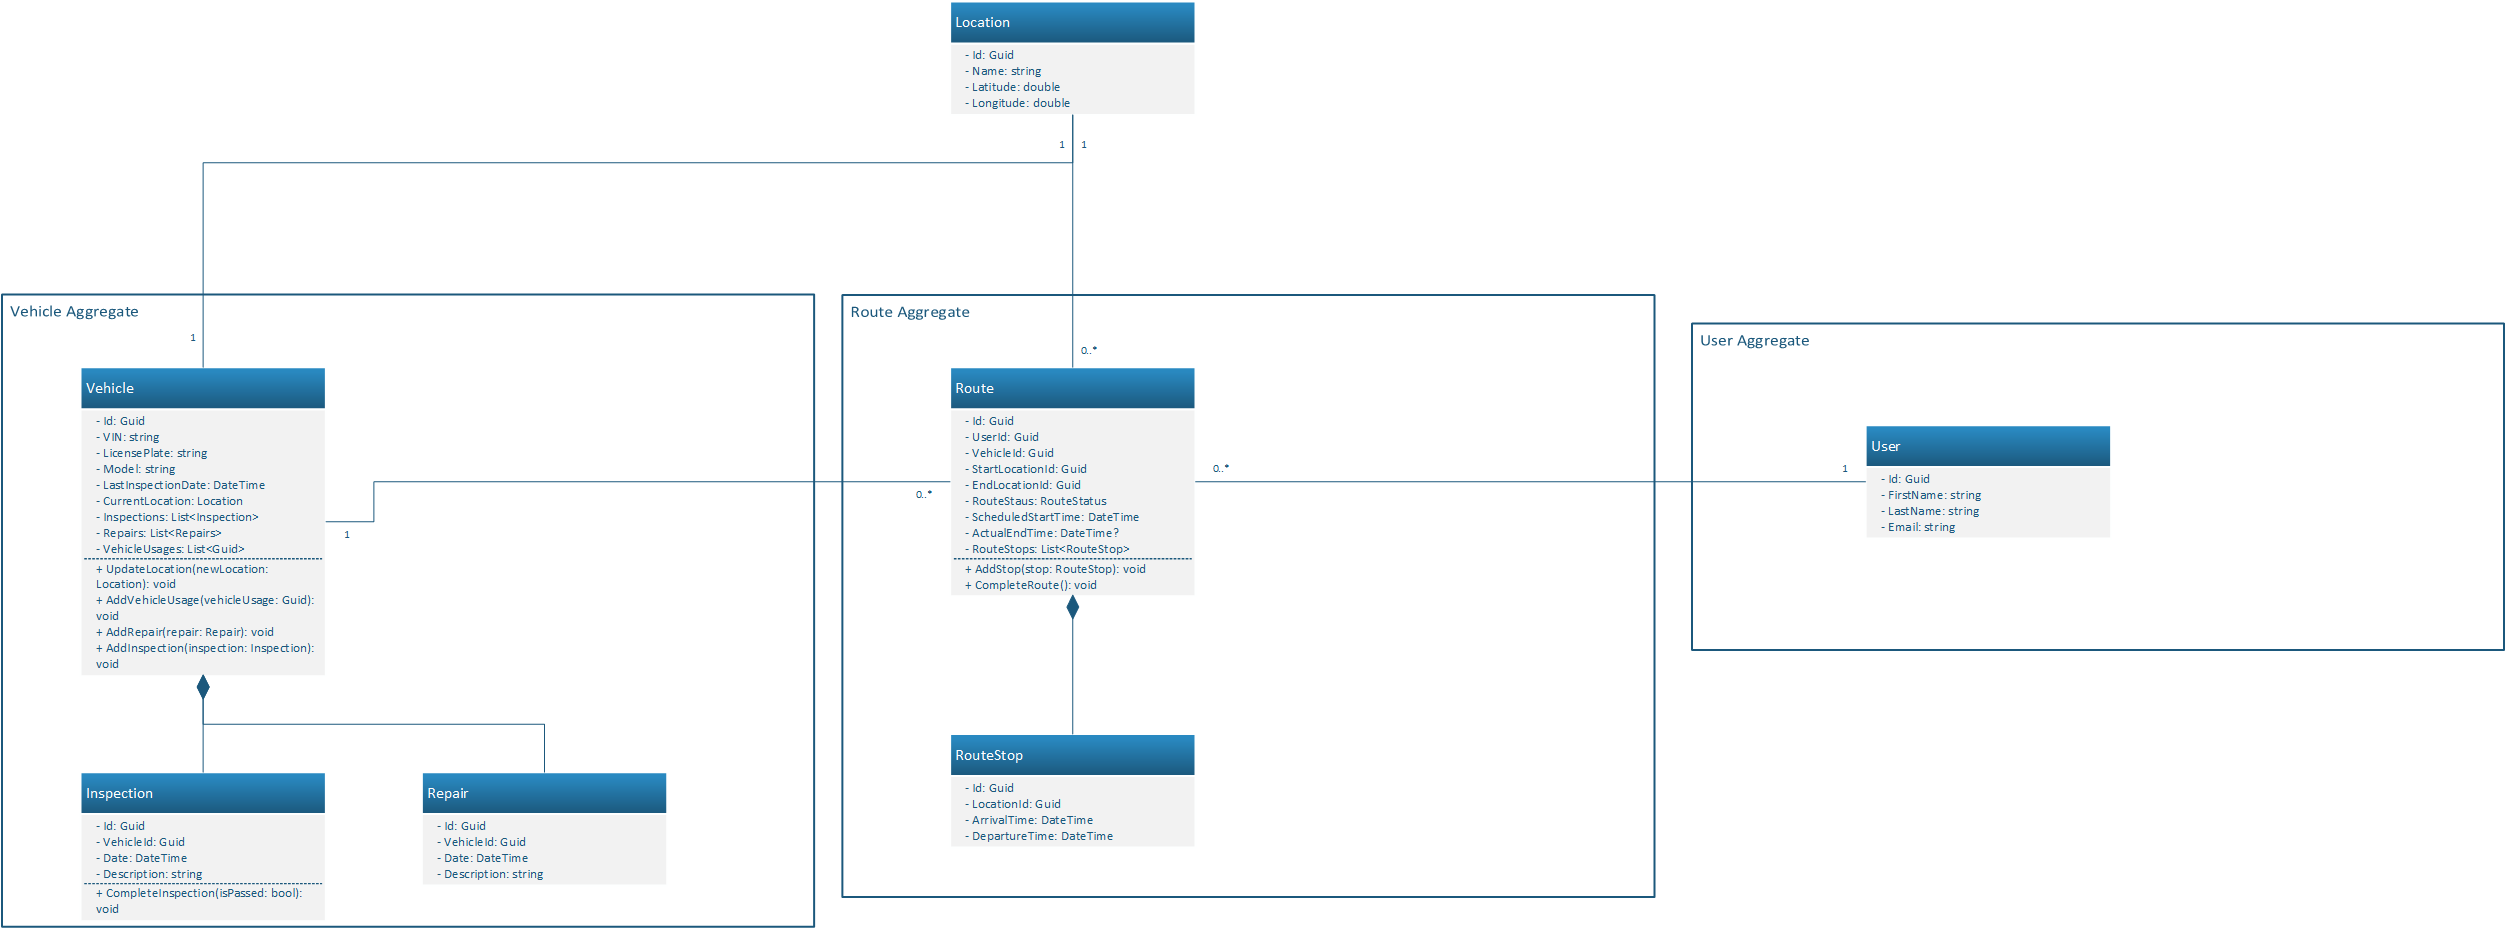 Location
- Id: Guid
- Name: string
- Latitude: double
- Longitude: double
1
1
Vehicle Aggregate
1
Vehicle
- Id: Guid
- VIN: string
- LicensePlate: string
- Model: string
- LastInspectionDate: DateTime
- CurrentLocation: Location
- Inspections: List<Inspection>
- Repairs: List<Repairs>
- VehicleUsages: List<Guid>
+ UpdateLocation(newLocation:
Location): void
+ AddVehicleUsage(vehicleUsage: Guid):
void
+ AddRepair(repair: Repair): void
+ AddInspection(inspection: Inspection):
void
1
0..*
Inspection
- Id: Guid
- VehicleId: Guid
- Date: DateTime
- Description: string
+ CompleteInspection(isPassed: bool):
void
Repair
- Id: Guid
- VehicleId: Guid
- Date: DateTime
- Description: string
Route Aggregate
0..*
Route
- Id: Guid
- UserId: Guid
- VehicleId: Guid
- StartLocationId: Guid
- EndLocationId: Guid
- RouteStaus: RouteStatus
- ScheduledStartTime: DateTime
- ActualEndTime: DateTime?
- RouteStops: List<RouteStop>
+ AddStop(stop: RouteStop): void
+ CompleteRoute(): void
0..*
1
RouteStop
- Id: Guid
- LocationId: Guid
- ArrivalTime: DateTime
- DepartureTime: DateTime
User Aggregate
User
- Id: Guid
- FirstName: string
- LastName: string
- Email: string